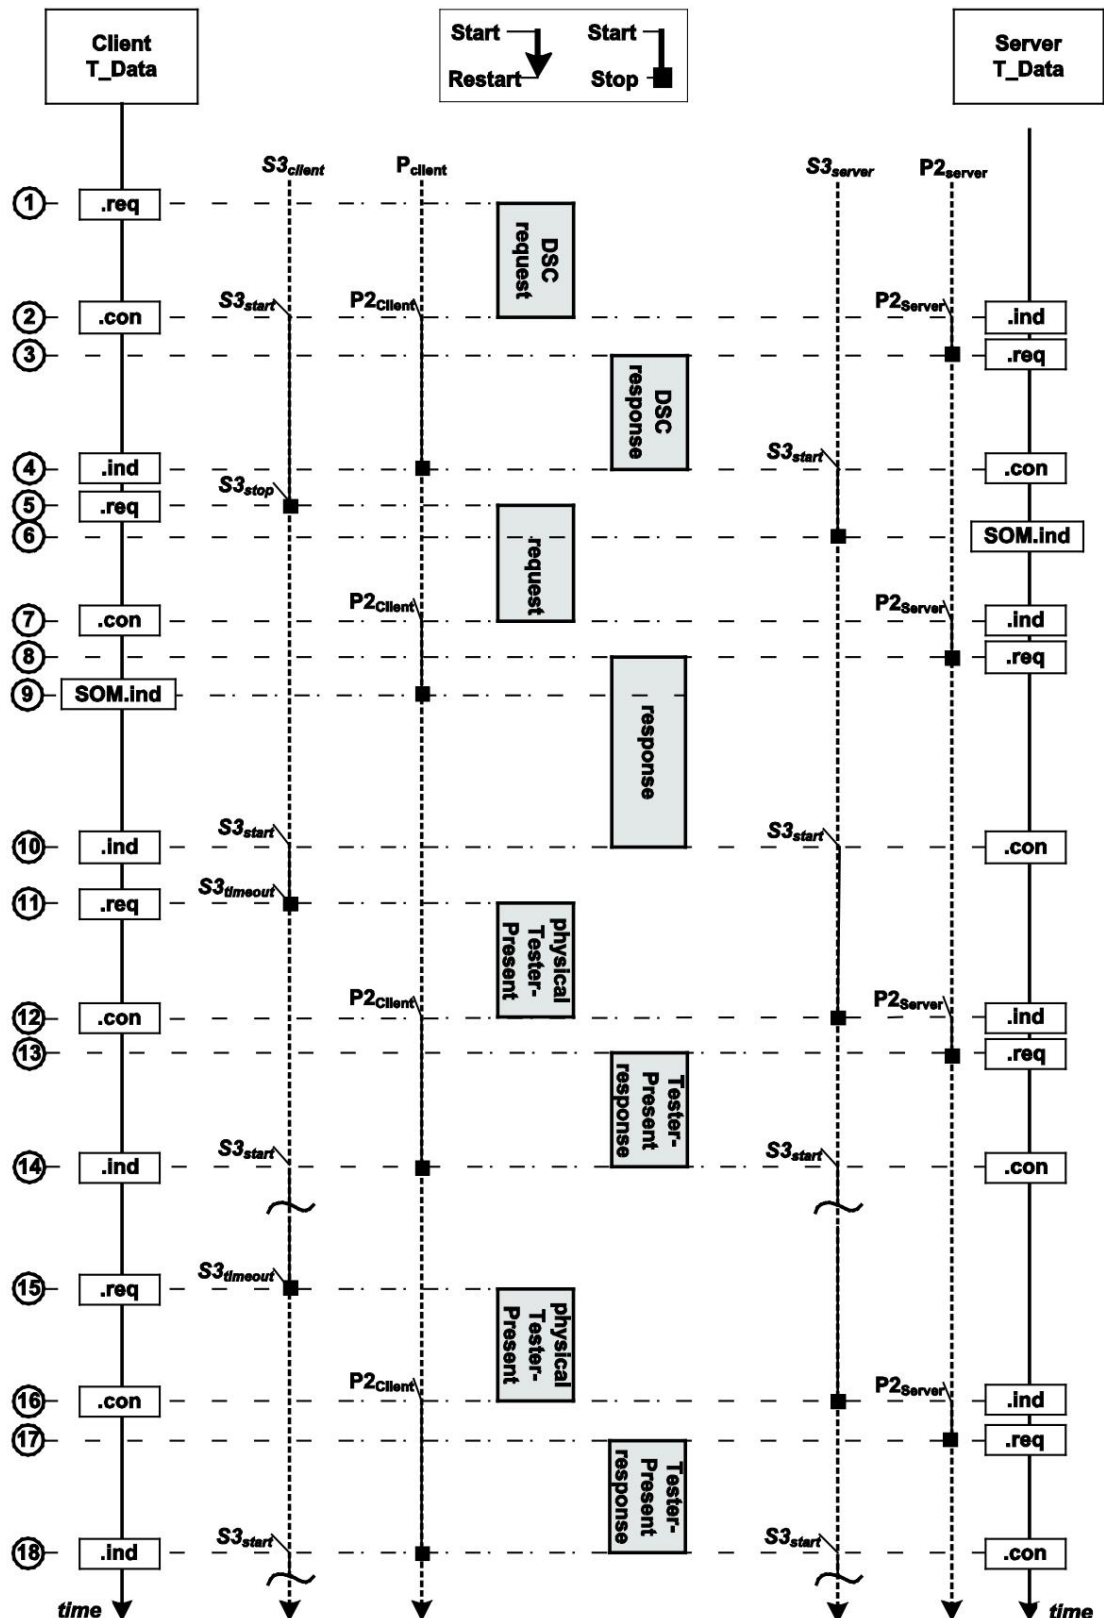 Client
T_Data
Start
Restart
Start
Stop
Server
T_Data
S3client
Pclient
S3server
P2server
1
.req
DSC
request
2
.con
S3start
P2Client
P2Server
.ind
3
.req
DSC
response
4
.ind
S3start
.con
5
.req
S3stop
request
6
SOM.ind
7
.con
P2Client
P2Server
.ind
8
.req
response
9
SOM.ind
10
.ind
S3start
S3start
.con
11
.req
S3timeout
physical
Tester-
Present
12
.con
P2Client
P2Server
.ind
13
.req
Tester-
Present
response
14
.ind
S3start
S3start
.con
15
.req
S3timeout
physical
Tester-
Present
16
.con
P2Client
P2Server
.ind
17
.req
Tester-
Present
response
18
.ind
S3start
S3start
.con
time
time